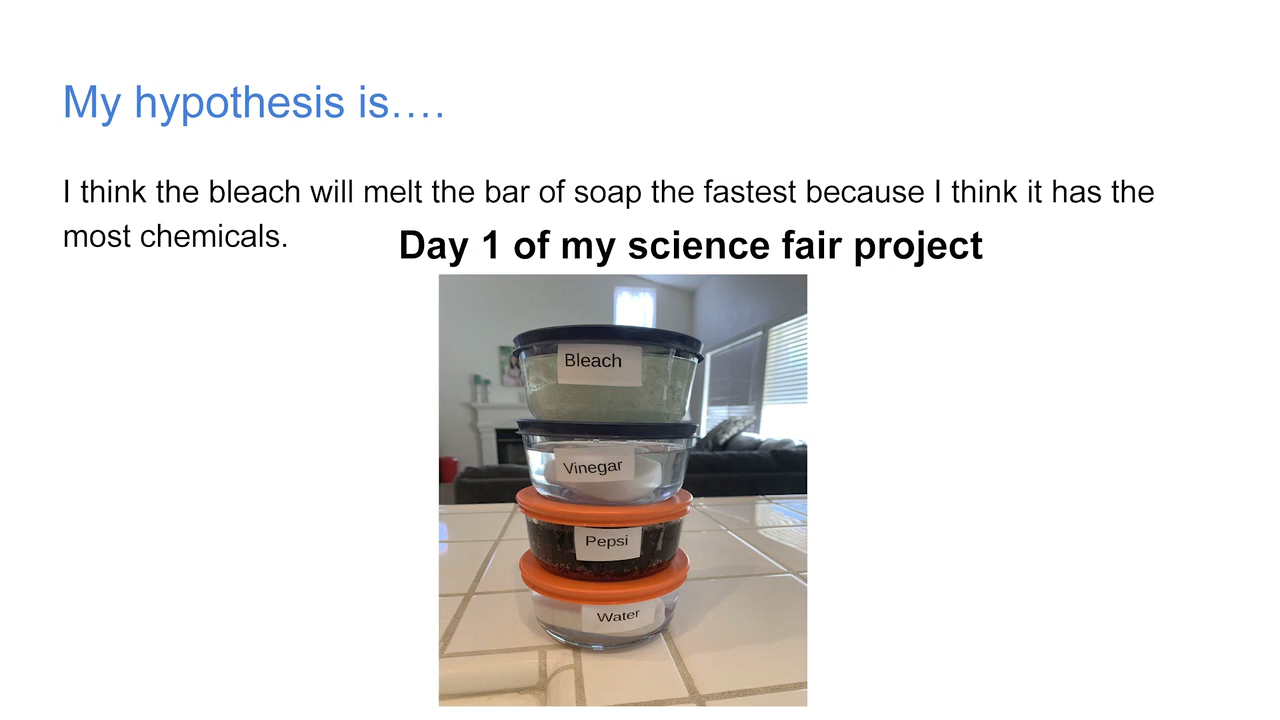 My hypothesis is….
I think the bleach will melt the bar of soap the fastest because I think it has the
most chemicals.
Day 1 of my science fair project
Bleach
Vinegar
Pepsi
Water